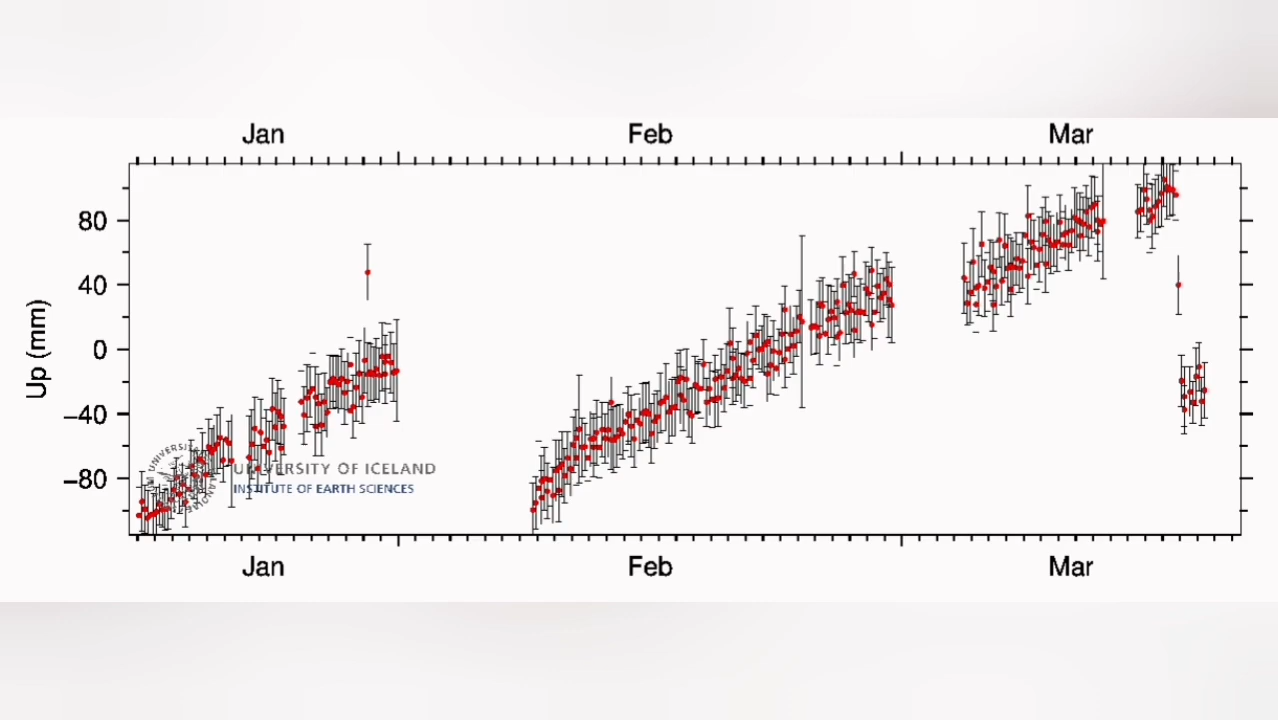 Jan Feb Mar
Up (mm)
80
40
0
−40
−80
UNIVERSITY OF ICELAND
INSTITUTE OF EARTH SCIENCES
Jan Feb Mar